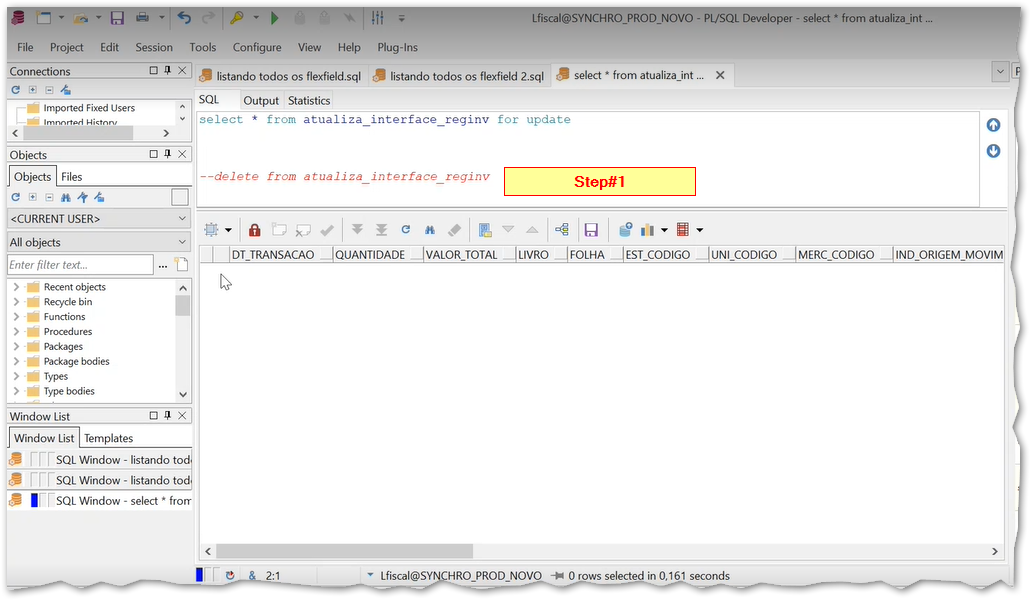 Lfiscal@SYNCHRO_PROD_NOVO - PL/SQL Developer - select * from atualiza_int ...
File Project Edit Session Tools Configure View Help Plug-Ins
Connections
listando todos os flexfield.sql listando todos os flexfield 2.sql select * from atualiza_int ...
SQL Output Statistics
Imported Fixed Users
Imported History
select * from atualiza_interface_reginv for update
Objects
Objects Files
--delete from atualiza_interface_reginv
Step#1
<CURRENT USER>
All objects
Enter filter text...
...
DT_TRANSACAO QUANTIDADE VALOR_TOTAL LIVRO FOLHA EST_CODIGO UNI_CODIGO MERC_CODIGO IND_ORIGEM_MOVIM
Recent objects
Recycle bin
Functions
Procedures
Packages
Package bodies
Types
Type bodies
Window List
Window List Templates
SQL Window - listando tod
SQL Window - listando tod
SQL Window - select * from
& 2:1 Lfiscal@SYNCHRO_PROD_NOVO 0 rows selected in 0,161 seconds